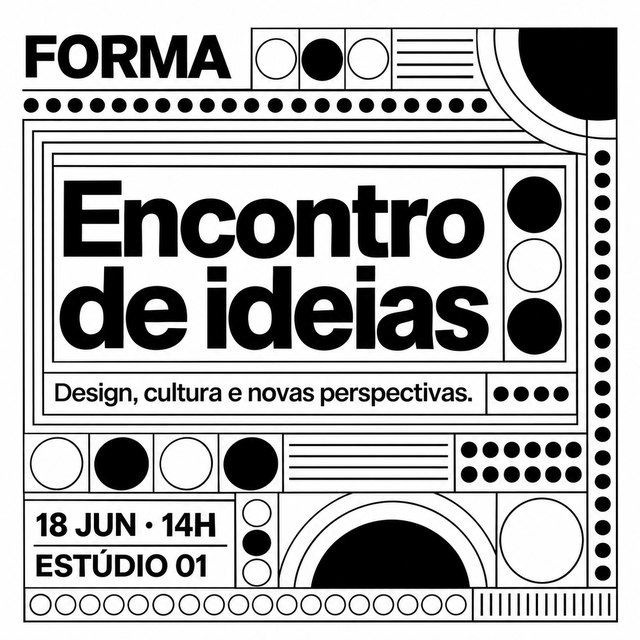 FORMA
Encontro
de ideias
Design, cultura e novas perspectivas.
18 JUN · 14H
ESTÚDIO 01